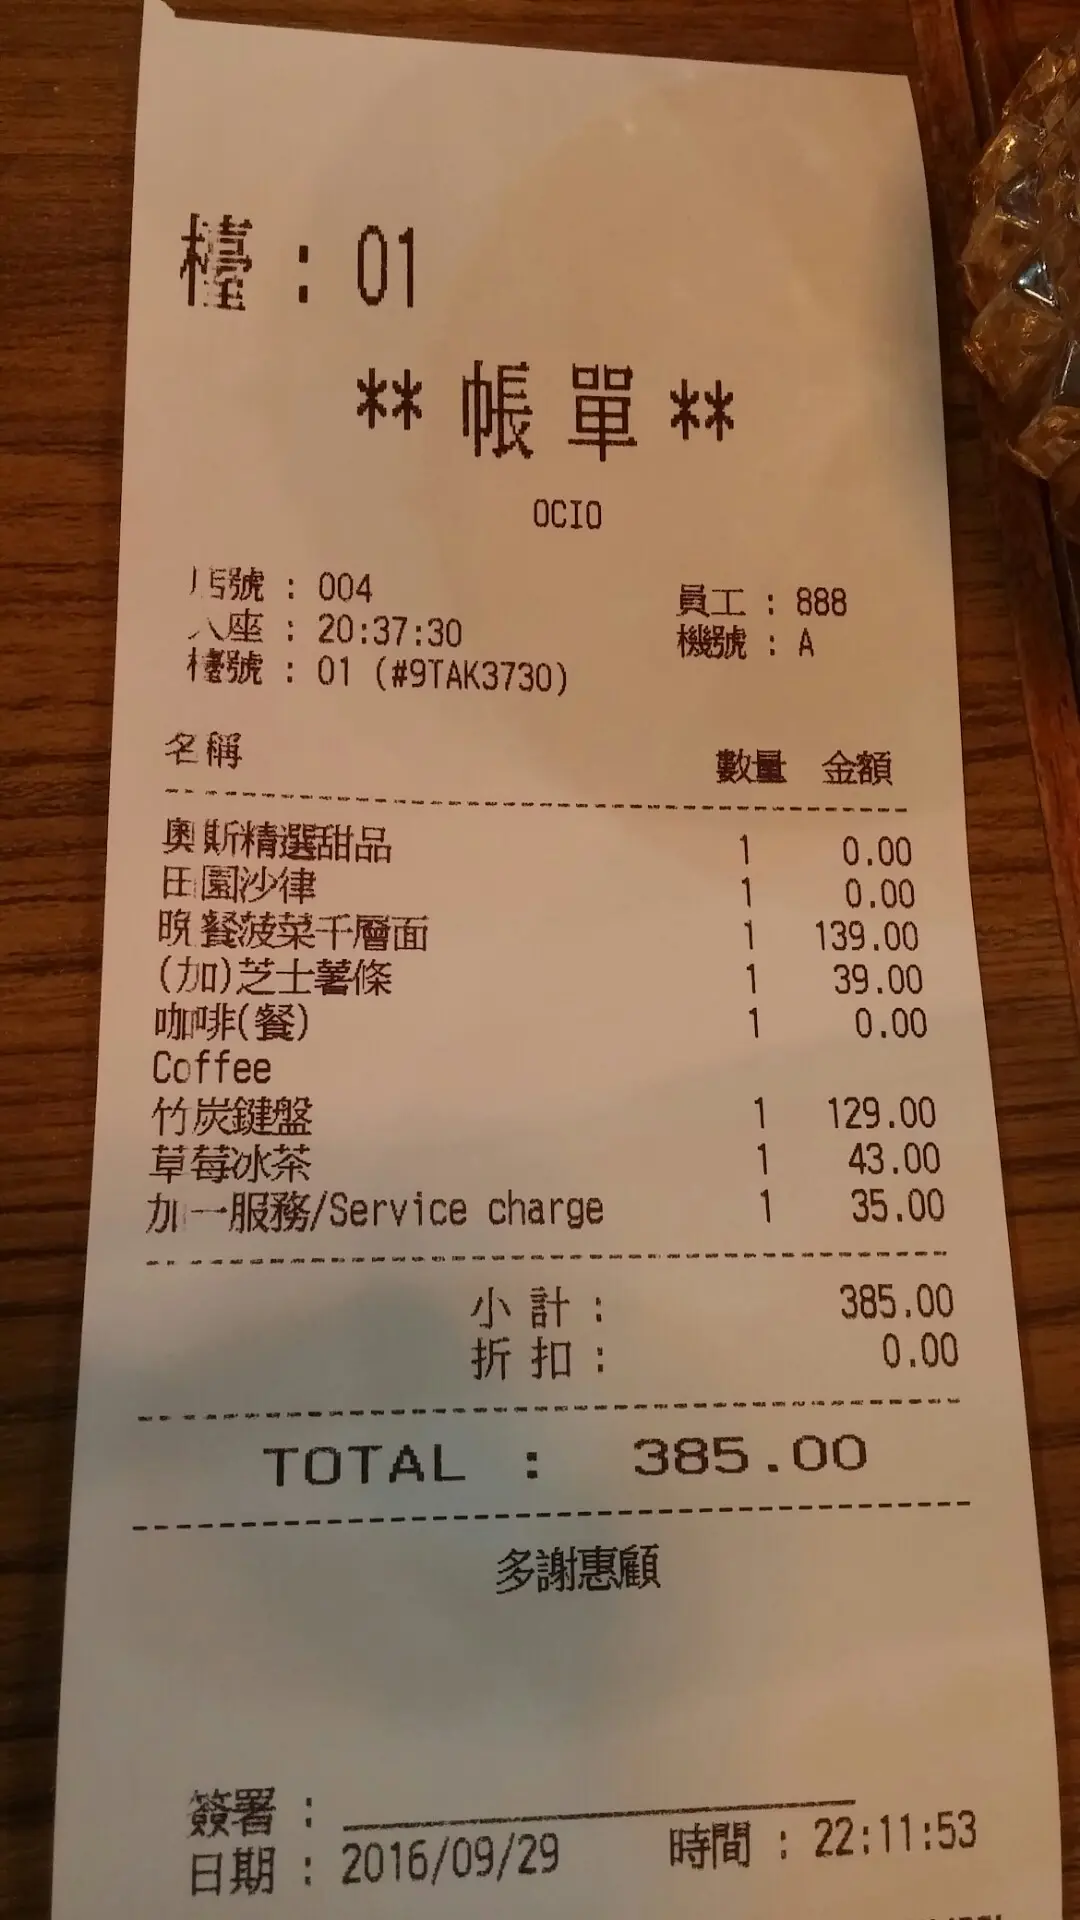 檯 : 01
** 帳 單 **
OCIO
店號 : 004
員工 : 888
入座 : 20:37:30
機號 : A
檯號 : 01 (#9TAK3730)
名稱 數量 金額
奧斯精選甜品 1 0.00
田園沙律 1 0.00
晩餐菠菜千層面 1 139.00
(加)芝士薯條 1 39.00
咖啡(餐) 1 0.00
Coffee
竹炭鍵盤 1 129.00
草莓冰茶 1 43.00
加一服務/Service charge 1 35.00
小 計 : 385.00
折 扣 : 0.00
TOTAL : 385.00
多謝惠顧
簽署 :
日期 : 2016/09/29 時間 : 22:11:53